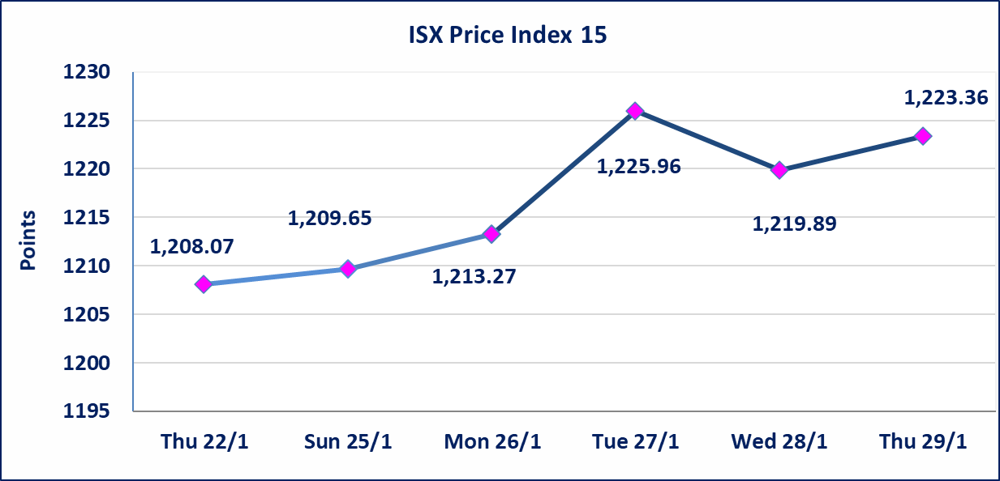 ISX Price Index 15
1230
1225
1220
1215
1210
1205
1200
1195
Points
1,208.07
1,209.65
1,213.27
1,225.96
1,219.89
1,223.36
Thu 22/1
Sun 25/1
Mon 26/1
Tue 27/1
Wed 28/1
Thu 29/1